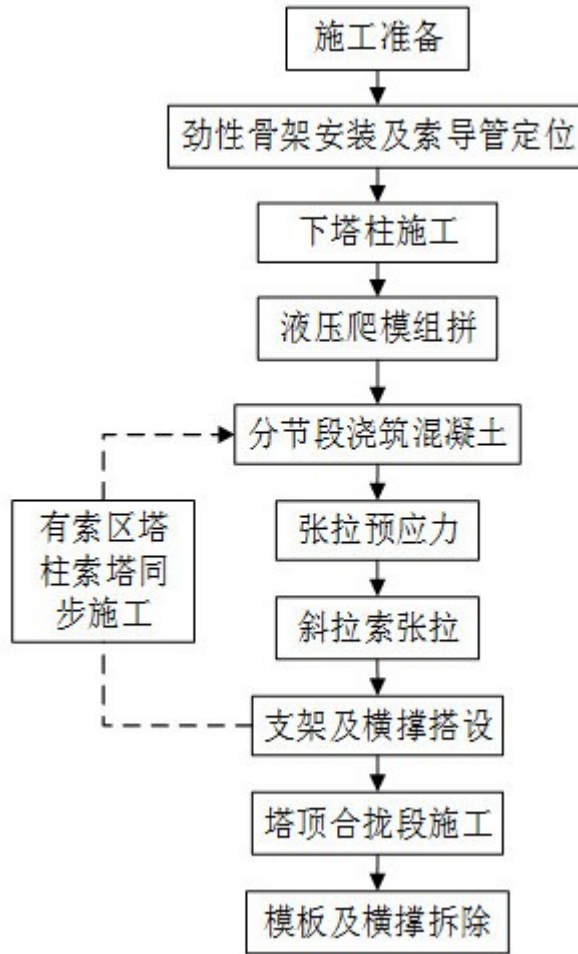 施工准备
劲性骨架安装及索导管定位
下塔柱施工
液压爬模组拼
分节段浇筑混凝土
有索区塔
柱索塔同
步施工
张拉预应力
斜拉索张拉
支架及横撑搭设
塔顶合拢段施工
模板及横撑拆除